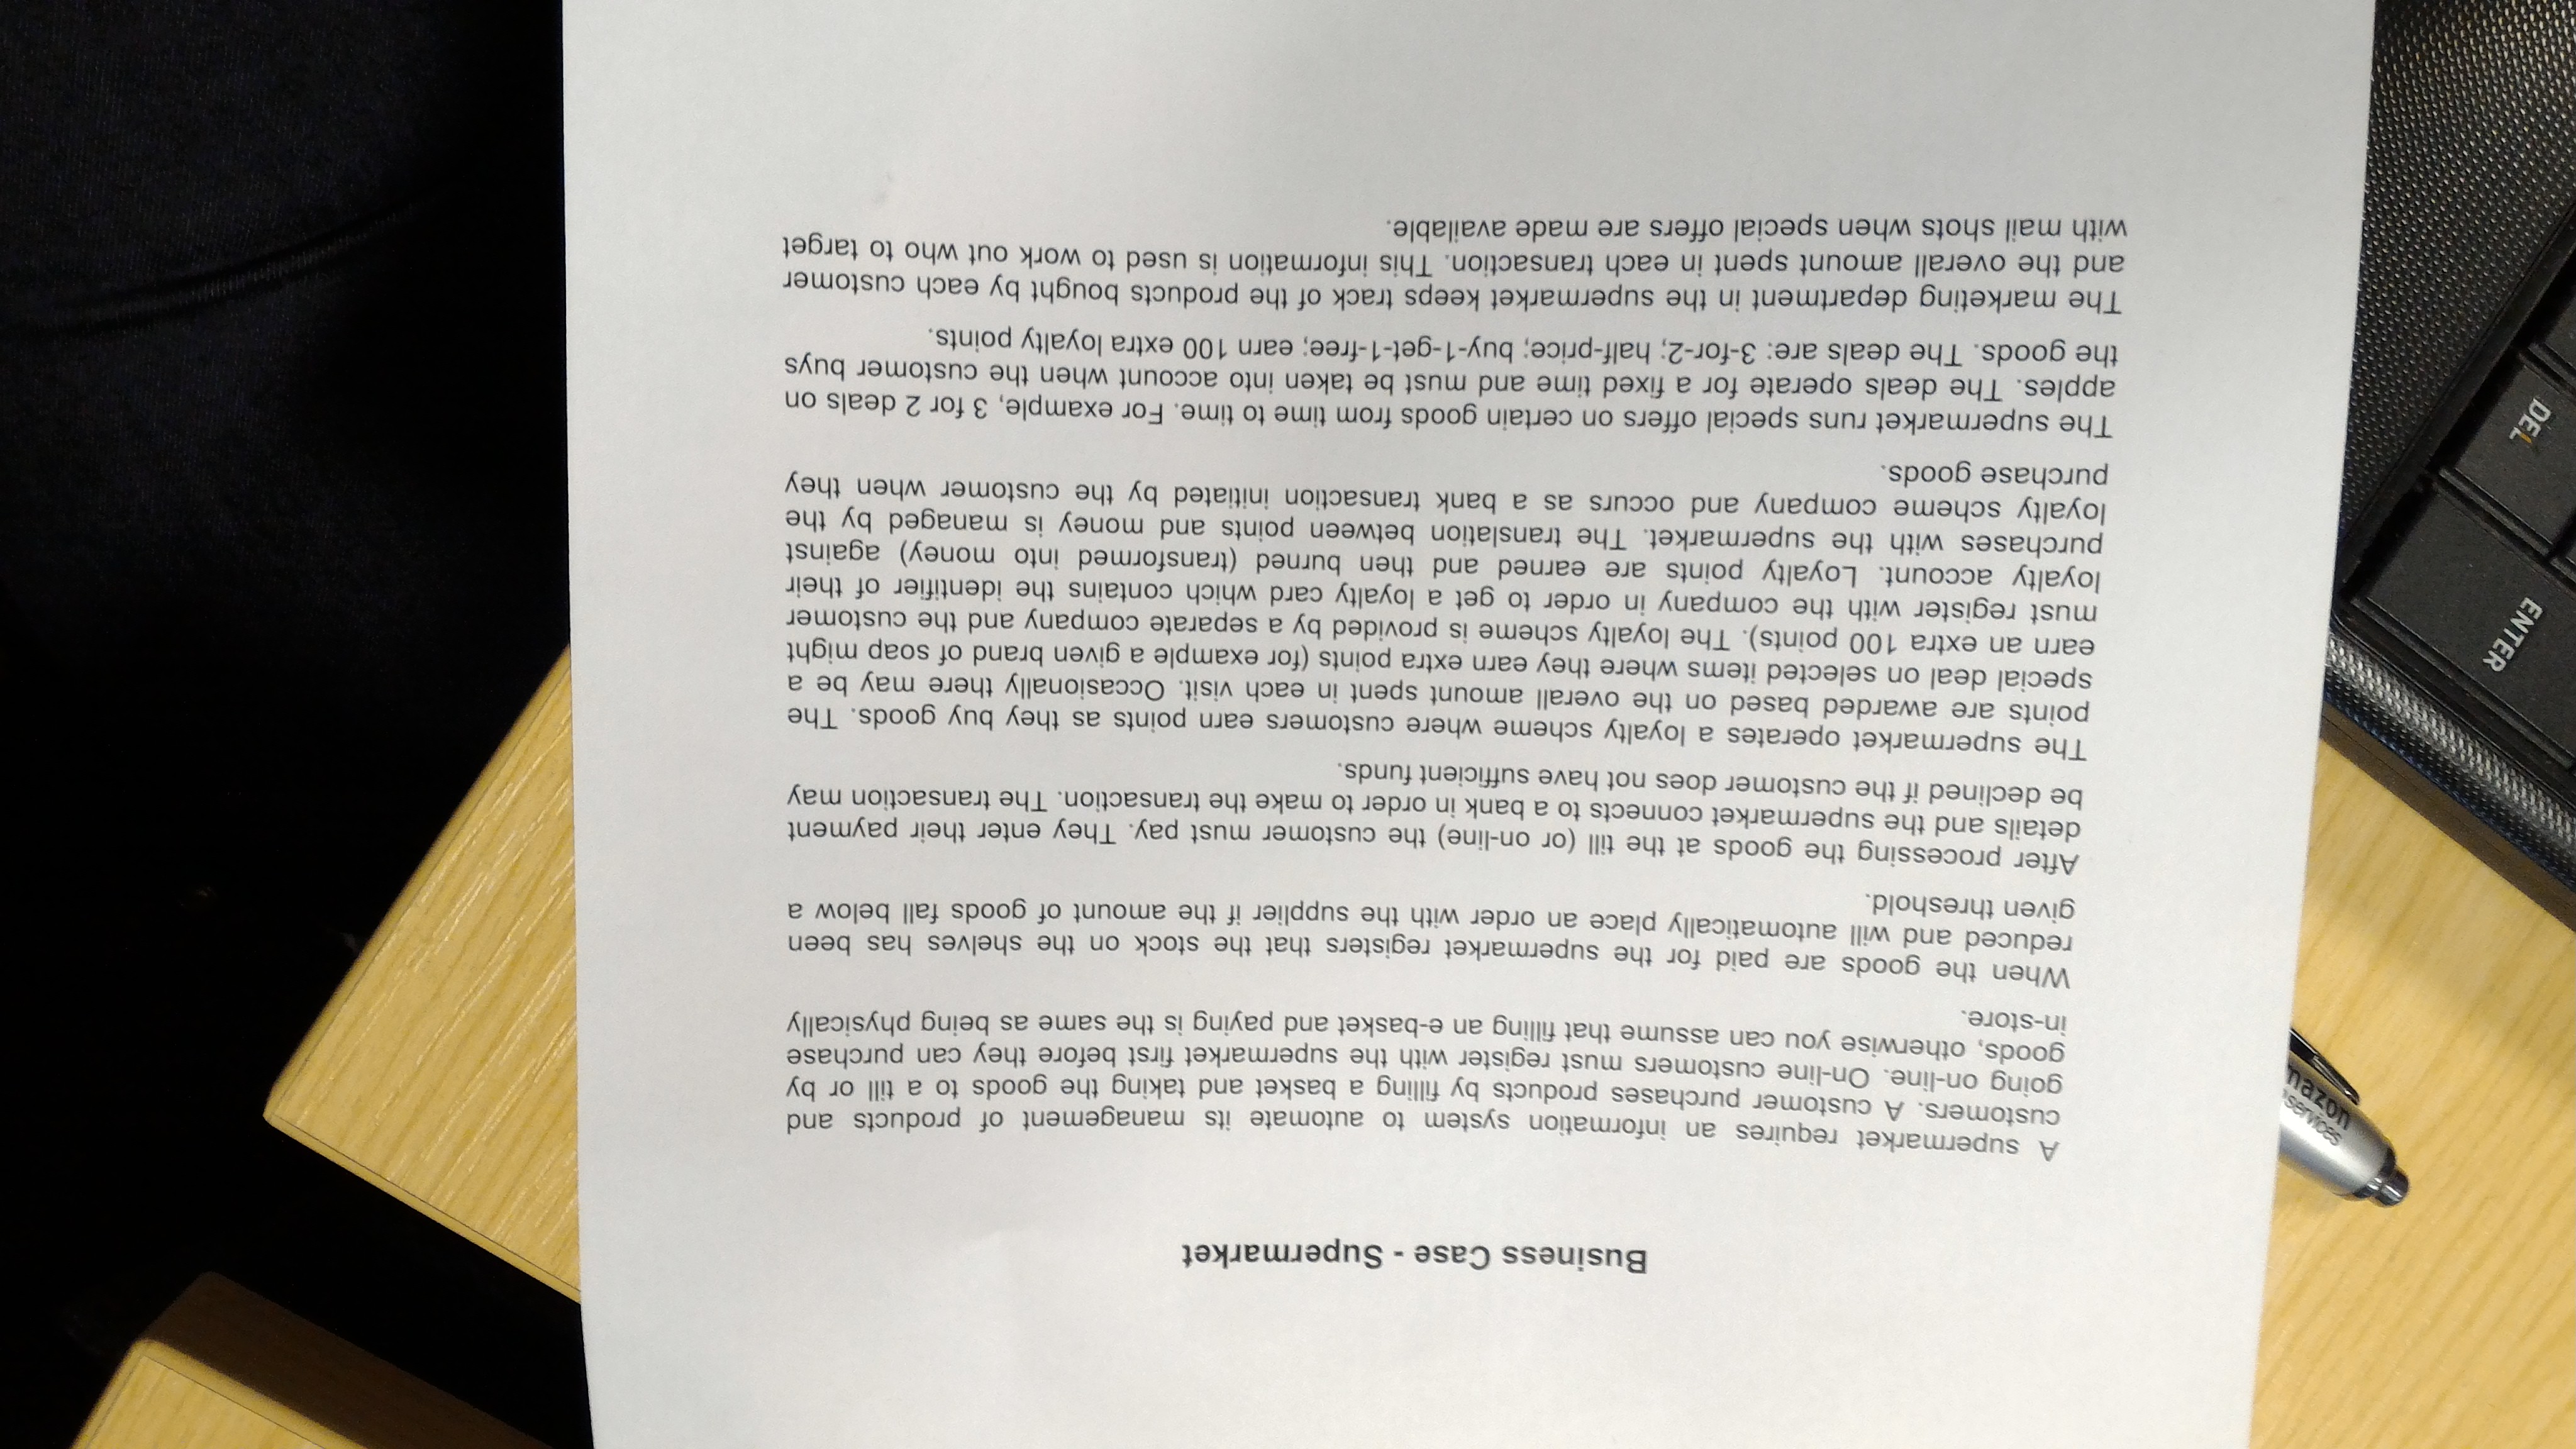 Business Case - Supermarket
A supermarket requires an information system to automate its management of products and
customers. A customer purchases products by filling a basket and taking the goods to a till or by
going on-line. On-line customers must register with the supermarket first before they can purchase
goods, otherwise you can assume that filling an e-basket and paying is the same as being physically
in-store.
When the goods are paid for the supermarket registers that the stock on the shelves has been
reduced and will automatically place an order with the supplier if the amount of goods fall below a
given threshold.
After processing the goods at the till (or on-line) the customer must pay. They enter their payment
details and the supermarket connects to a bank in order to make the transaction. The transaction may
be declined if the customer does not have sufficient funds.
The supermarket operates a loyalty scheme where customers earn points as they buy goods. The
points are awarded based on the overall amount spent in each visit. Occasionally there may be a
special deal on selected items where they earn extra points (for example a given brand of soap might
earn an extra 100 points). The loyalty scheme is provided by a separate company and the customer
must register with the company in order to get a loyalty card which contains the identifier of their
loyalty account. Loyalty points are earned and then burned (transformed into money) against
purchases with the supermarket. The translation between points and money is managed by the
loyalty scheme company and occurs as a bank transaction initiated by the customer when they
purchase goods.
The supermarket runs special offers on certain goods from time to time. For example, 3 for 2 deals on
apples. The deals operate for a fixed time and must be taken into account when the customer buys
the goods. The deals are: 3-for-2; half-price; buy-1-get-1-free; earn 100 extra loyalty points.
The marketing department in the supermarket keeps track of the products bought by each customer
and the overall amount spent in each transaction. This information is used to work out who to target
with mail shots when special offers are made available.
ENTER
DEL